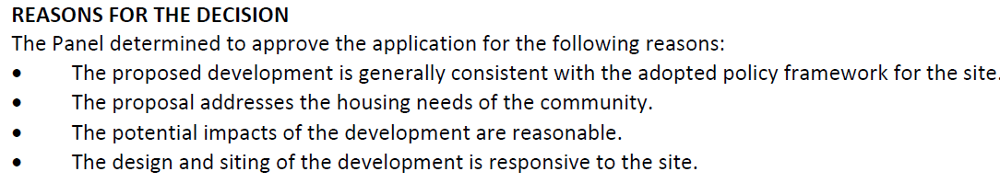 REASONS FOR THE DECISION
The Panel determined to approve the application for the following reasons:
• The proposed development is generally consistent with the adopted policy framework for the site.
• The proposal addresses the housing needs of the community.
• The potential impacts of the development are reasonable.
• The design and siting of the development is responsive to the site.